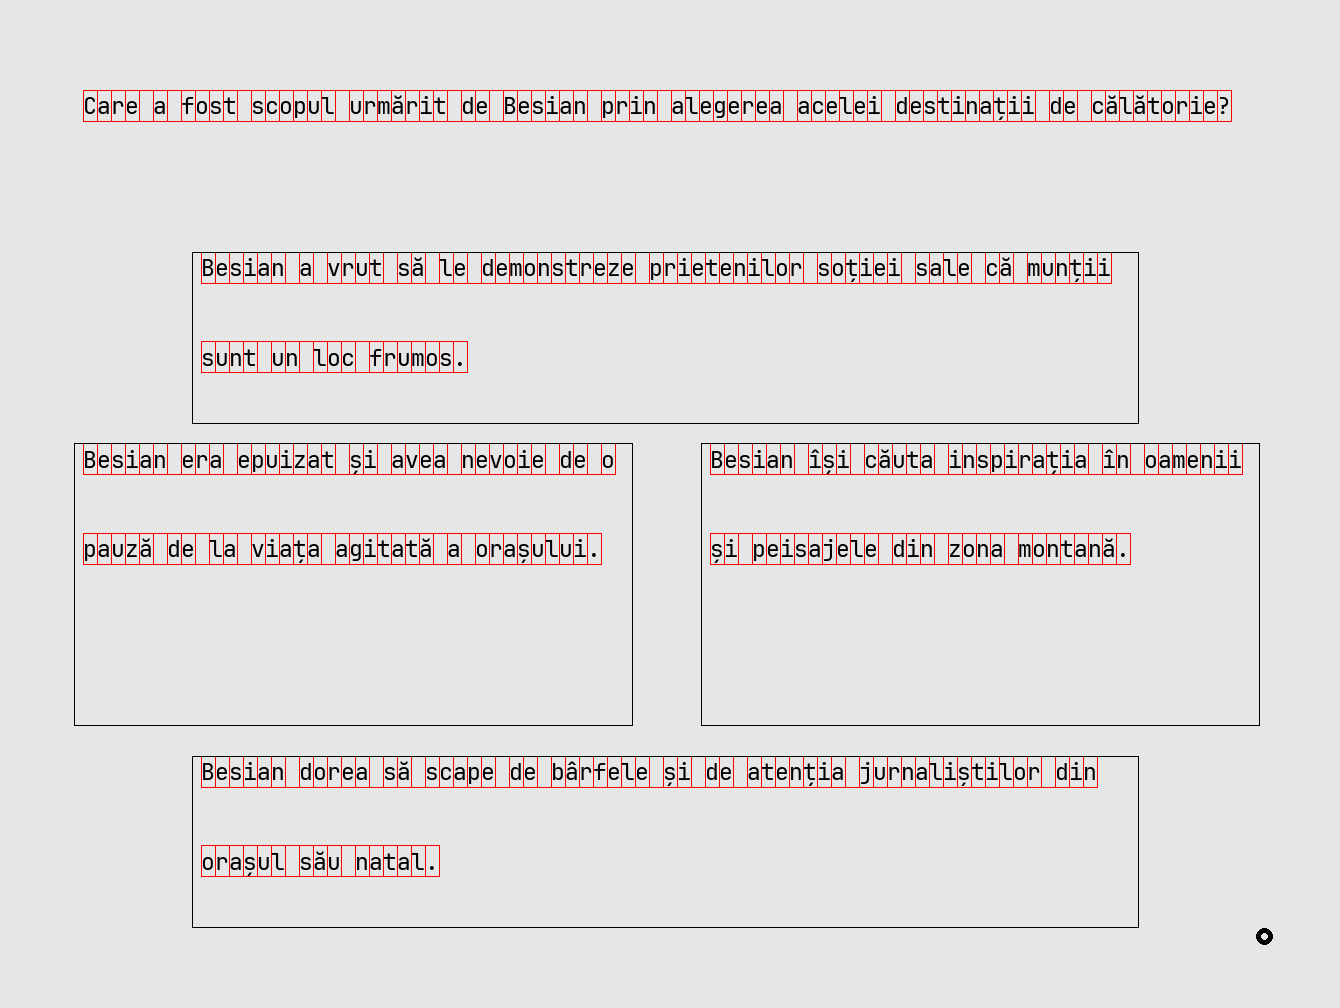 Care a fost scopul urmărit de Besian prin alegerea acelei destinații de călătorie?
Besian a vrut să le demonstreze prietenilor soției sale că munții
sunt un loc frumos.
Besian era epuizat și avea nevoie de o
pauză de la viața agitată a orașului.
Besian își căuta inspirația în oamenii
și peisajele din zona montană.
Besian dorea să scape de bârfele și de atenția jurnaliștilor din
orașul său natal.